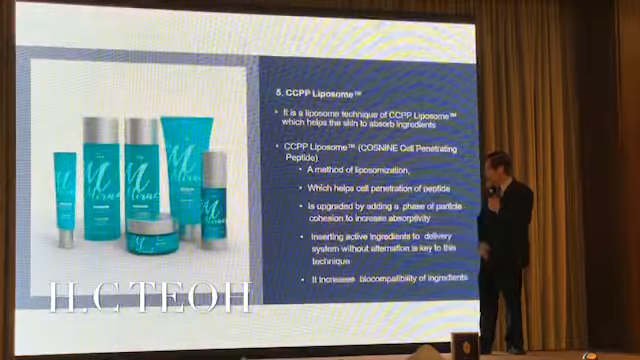 5. CCPP Liposome™
• It is a liposome technique of CCPP Liposome™
which helps the skin to absorb ingredients
• CCPP Liposome™ (COSNINE Cell Penetrating
Peptide)
• A method of liposomization,
• Which helps cell penetration of peptide
• is upgraded by adding a phase of particle
cohesion to increase absorptivity
• Inserting active ingredients to delivery
system without alternation is key to this
technique
• It increases biocompatibility of ingredients
H.C TEOH